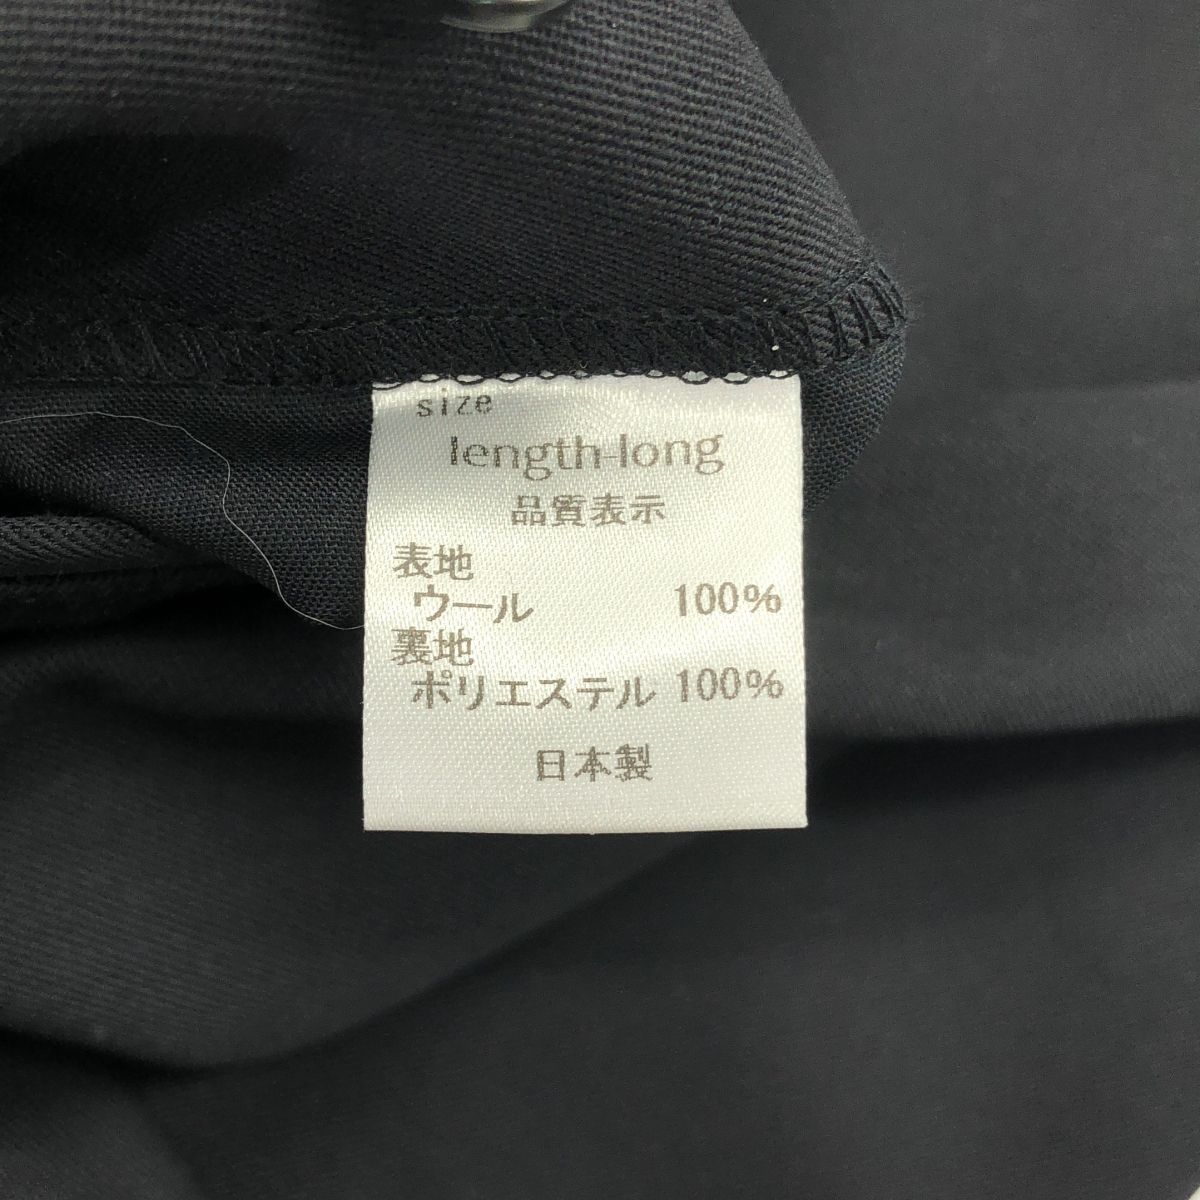 size
length-long
品質表示
表地
ウール 100%
裏地
ポリエステル 100%
日本製